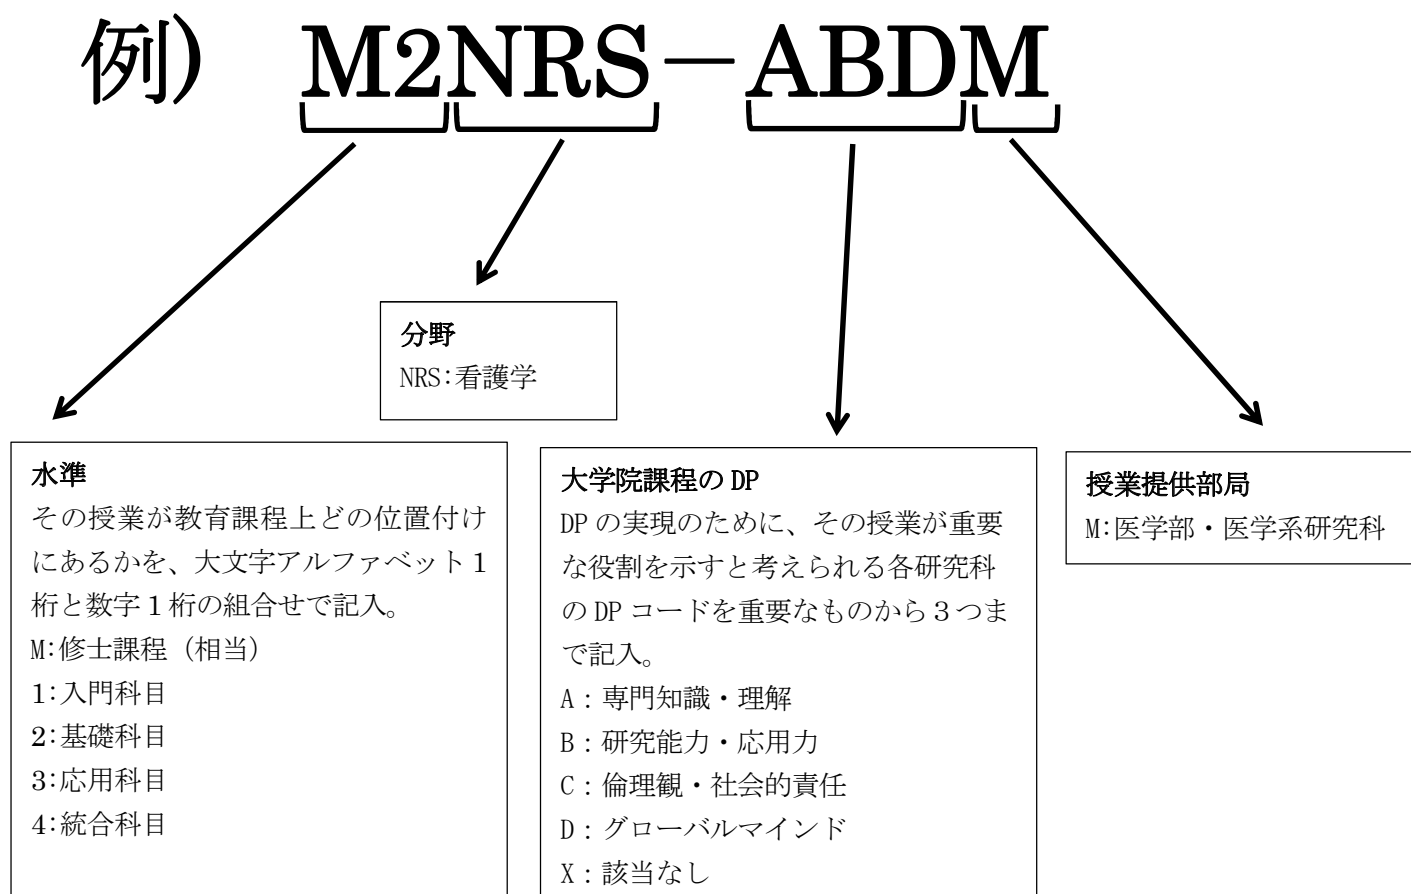 例) M2NRS－ABDM
分野
NRS:看護学
水準
その授業が教育課程上どの位置付け
にあるかを、大文字アルファベット１
桁と数字１桁の組合せで記入。
M:修士課程（相当）
1:入門科目
2:基礎科目
3:応用科目
4:統合科目
大学院課程の DP
DP の実現のために、その授業が重要
な役割を示すと考えられる各研究科
の DP コードを重要なものから３つま
で記入。
A：専門知識・理解
B：研究能力・応用力
C：倫理観・社会的責任
D：グローバルマインド
X：該当なし
授業提供部局
M:医学部・医学系研究科